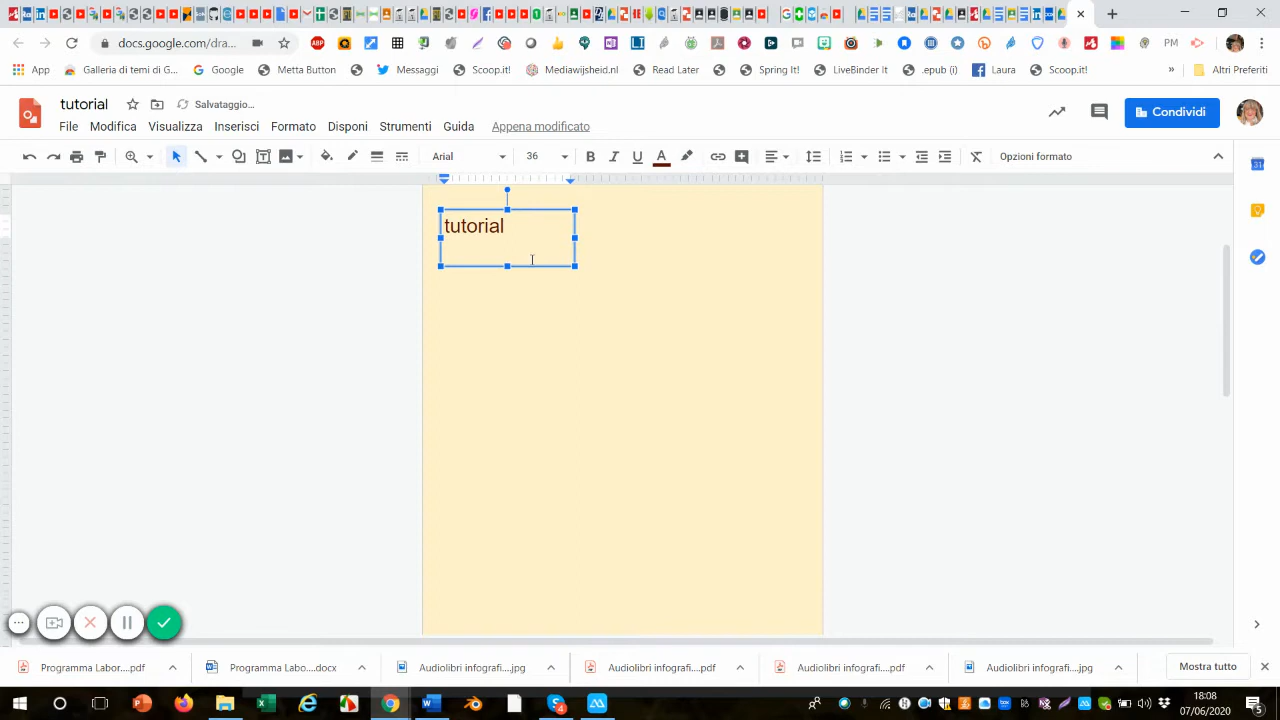 docs.google.com/dra...
App
Galleria di temi di G...
Google
Metta Button
Messaggi
Scoop.it!
Mediawijsheid.nl
Read Later
Spring It!
LiveBinder It
.epub (i)
Laura
Scoop.it!
»
Altri Preferiti
tutorial
Salvataggio...
Condividi
File
Modifica
Visualizza
Inserisci
Formato
Disponi
Strumenti
Guida
Appena modificato
Arial
36
B
I
U
A
Opzioni formato
tutorial
Programma Labor....pdf
Programma Labo....docx
Audiolibri infografi....jpg
Audiolibri infografi....pdf
Audiolibri infografi....pdf
Audiolibri infografi....jpg
Mostra tutto
18:08
07/06/2020